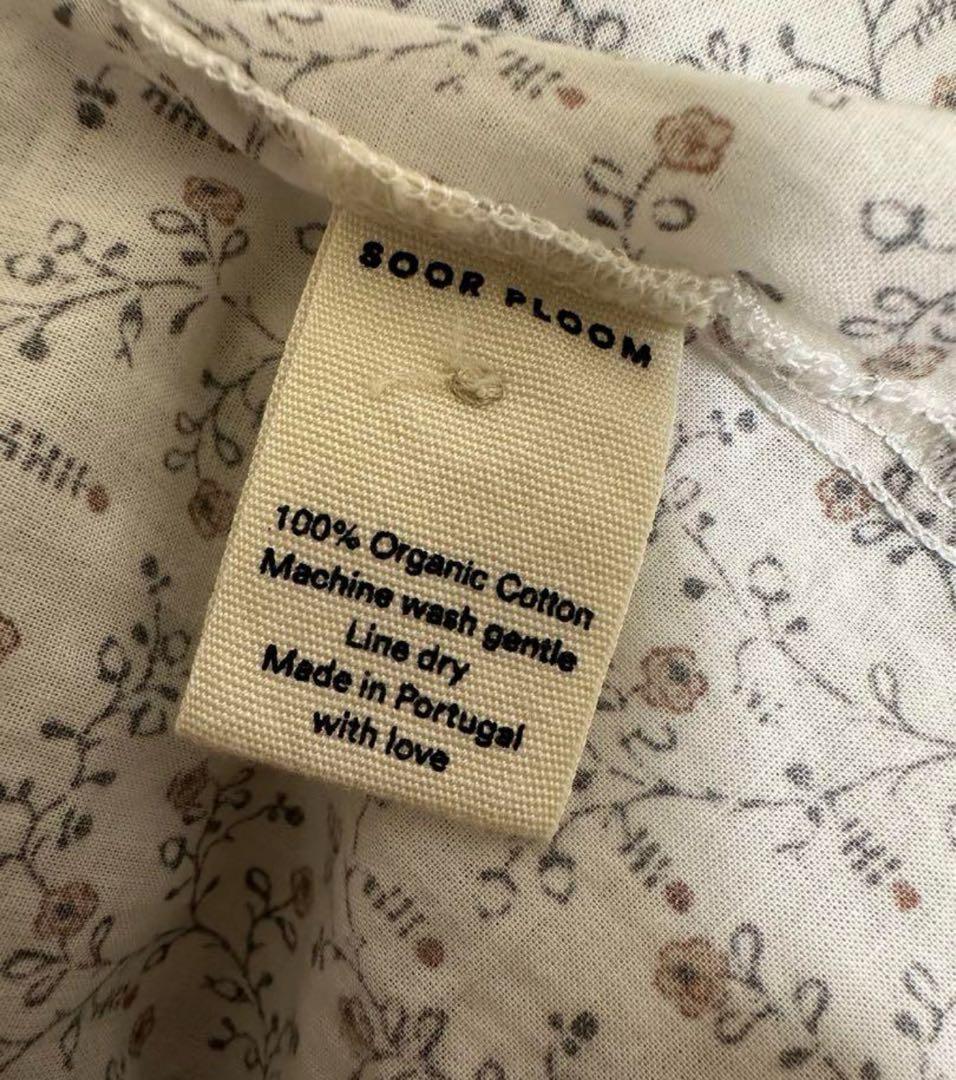 SOOR PLOOM
100% Organic Cotton
Machine wash gentle
Line dry
Made in Portugal
with love